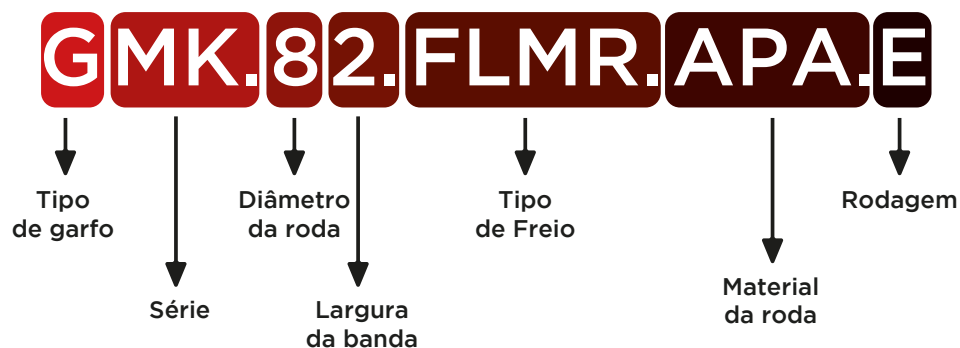 GMK.82.FLMR.APA.E
Tipo
de garfo
Série
Diâmetro
da roda
Largura
da banda
Tipo
de Freio
Material
da roda
Rodagem